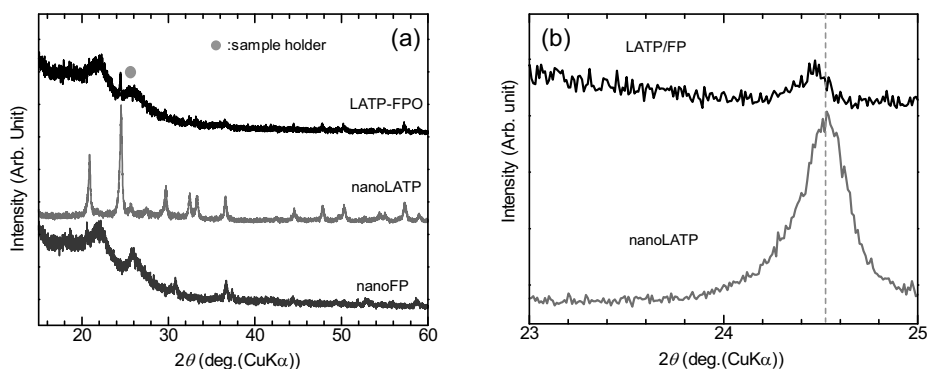 (a)
:sample holder
LATP-FPO
nanoLATP
nanoFP
Intensity (Arb. Unit)
20 30 40 50 60
2θ (deg.(CuKα))
(b)
LATP/FP
nanoLATP
Intensity (Arb. unit)
23 24 25
2θ (deg.(CuKα))